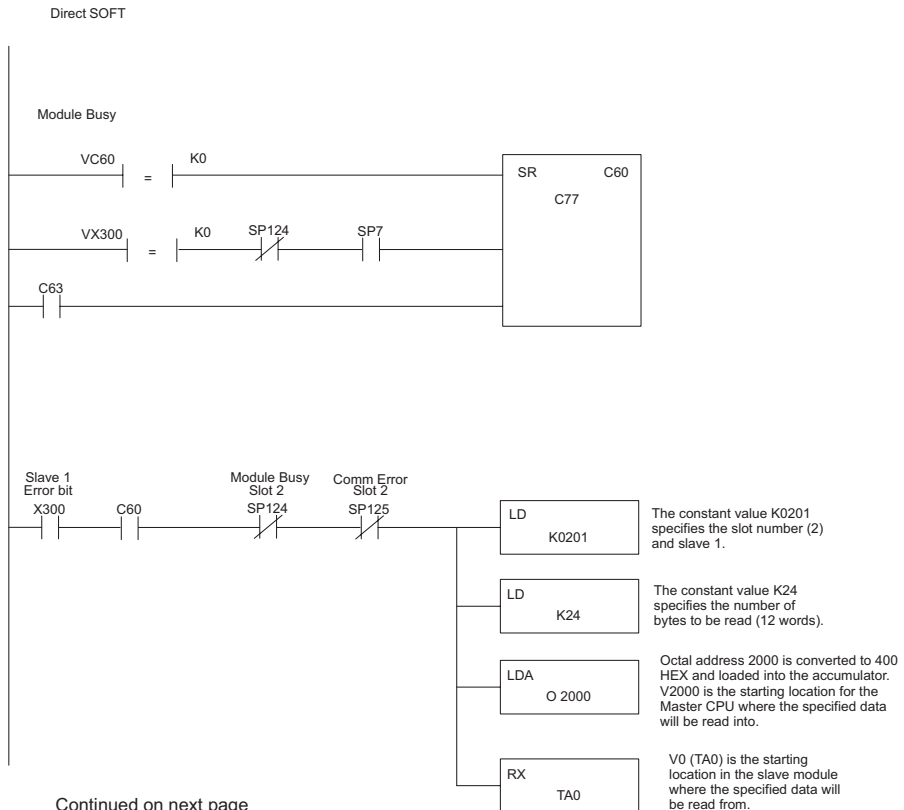 Direct SOFT
Module Busy
VC60 = K0
SR C60
C77
VX300 = K0 SP124 SP7
C63
Slave 1
Error bit
X300
C60
Module Busy
Slot 2
SP124
Comm Error
Slot 2
SP125
LD
K0201
The constant value K0201
specifies the slot number (2)
and slave 1.
LD
K24
The constant value K24
specifies the number of
bytes to be read (12 words).
LDA
O 2000
Octal address 2000 is converted to 400
HEX and loaded into the accumulator.
V2000 is the starting location for the
Master CPU where the specified data
will be read into.
RX
TA0
V0 (TA0) is the starting
location in the slave module
where the specified data will
be read from.
Continued on next page